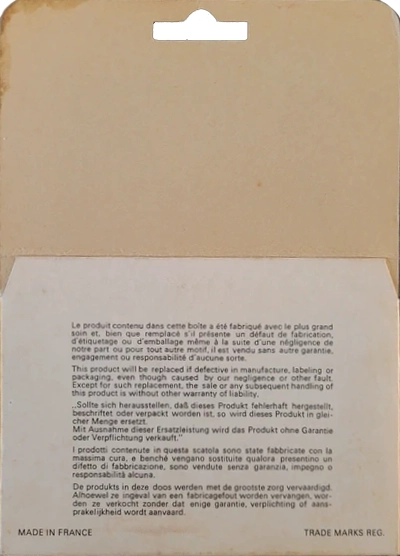 Le produit contenu dans cette boîte a été fabriqué avec le plus grand
soin et, bien que remplacé s'il présente un défaut de fabrication,
d'étiquetage ou d'emballage même à la suite d'une négligence de
notre part ou pour tout autre motif, il est vendu sans autre garantie,
engagement ou responsabilité d'aucune sorte.
This product will be replaced if defective in manufacture, labeling or
packaging, even though caused by our negligence or other fault.
Except for such replacement, the sale or any subsequent handling of
this product is without other warranty of liability.
„Sollte sich herausstellen, daß dieses Produkt fehlerhaft hergestellt,
beschriftet oder verpackt worden ist, so wird dieses Produkt in glei-
cher Menge ersetzt.
Mit Ausnahme dieser Ersatzleistung wird das Produkt ohne Garantie
oder Verpflichtung verkauft."
I prodotti contenute in questa scatola sono state fabbricate con la
massima cura, e benché vengano sostituite qualora presentino un
difetto di fabbricazione, sono vendute senza garanzia, impegno o
responsabilità alcuna.
De produkts in deze doos werden met de grootste zorg vervaardigd.
Alhoewel ze ingeval van een fabricagefout worden vervangen, wor-
den ze verkocht zonder dat enige garantie, verplichting of aans-
prakelijkheid wordt aanvaard.
MADE IN FRANCE
TRADE MARKS REG.